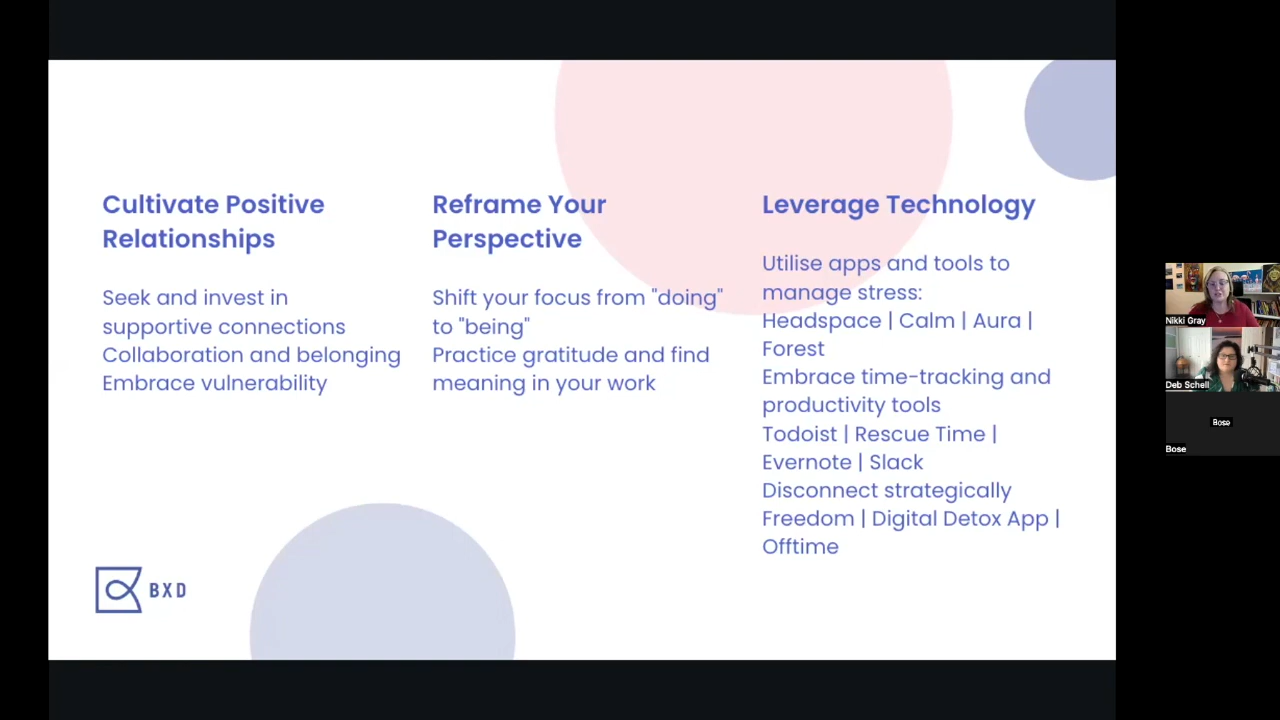 Cultivate Positive
Relationships
Seek and invest in
supportive connections
Collaboration and belonging
Embrace vulnerability
Reframe Your
Perspective
Shift your focus from "doing"
to "being"
Practice gratitude and find
meaning in your work
Leverage Technology
Utilise apps and tools to
manage stress:
Headspace | Calm | Aura |
Forest
Embrace time-tracking and
productivity tools
Todoist | Rescue Time |
Evernote | Slack
Disconnect strategically
Freedom | Digital Detox App |
Offtime
BXD
Nikki Gray
Deb Schell
Bose
Bose